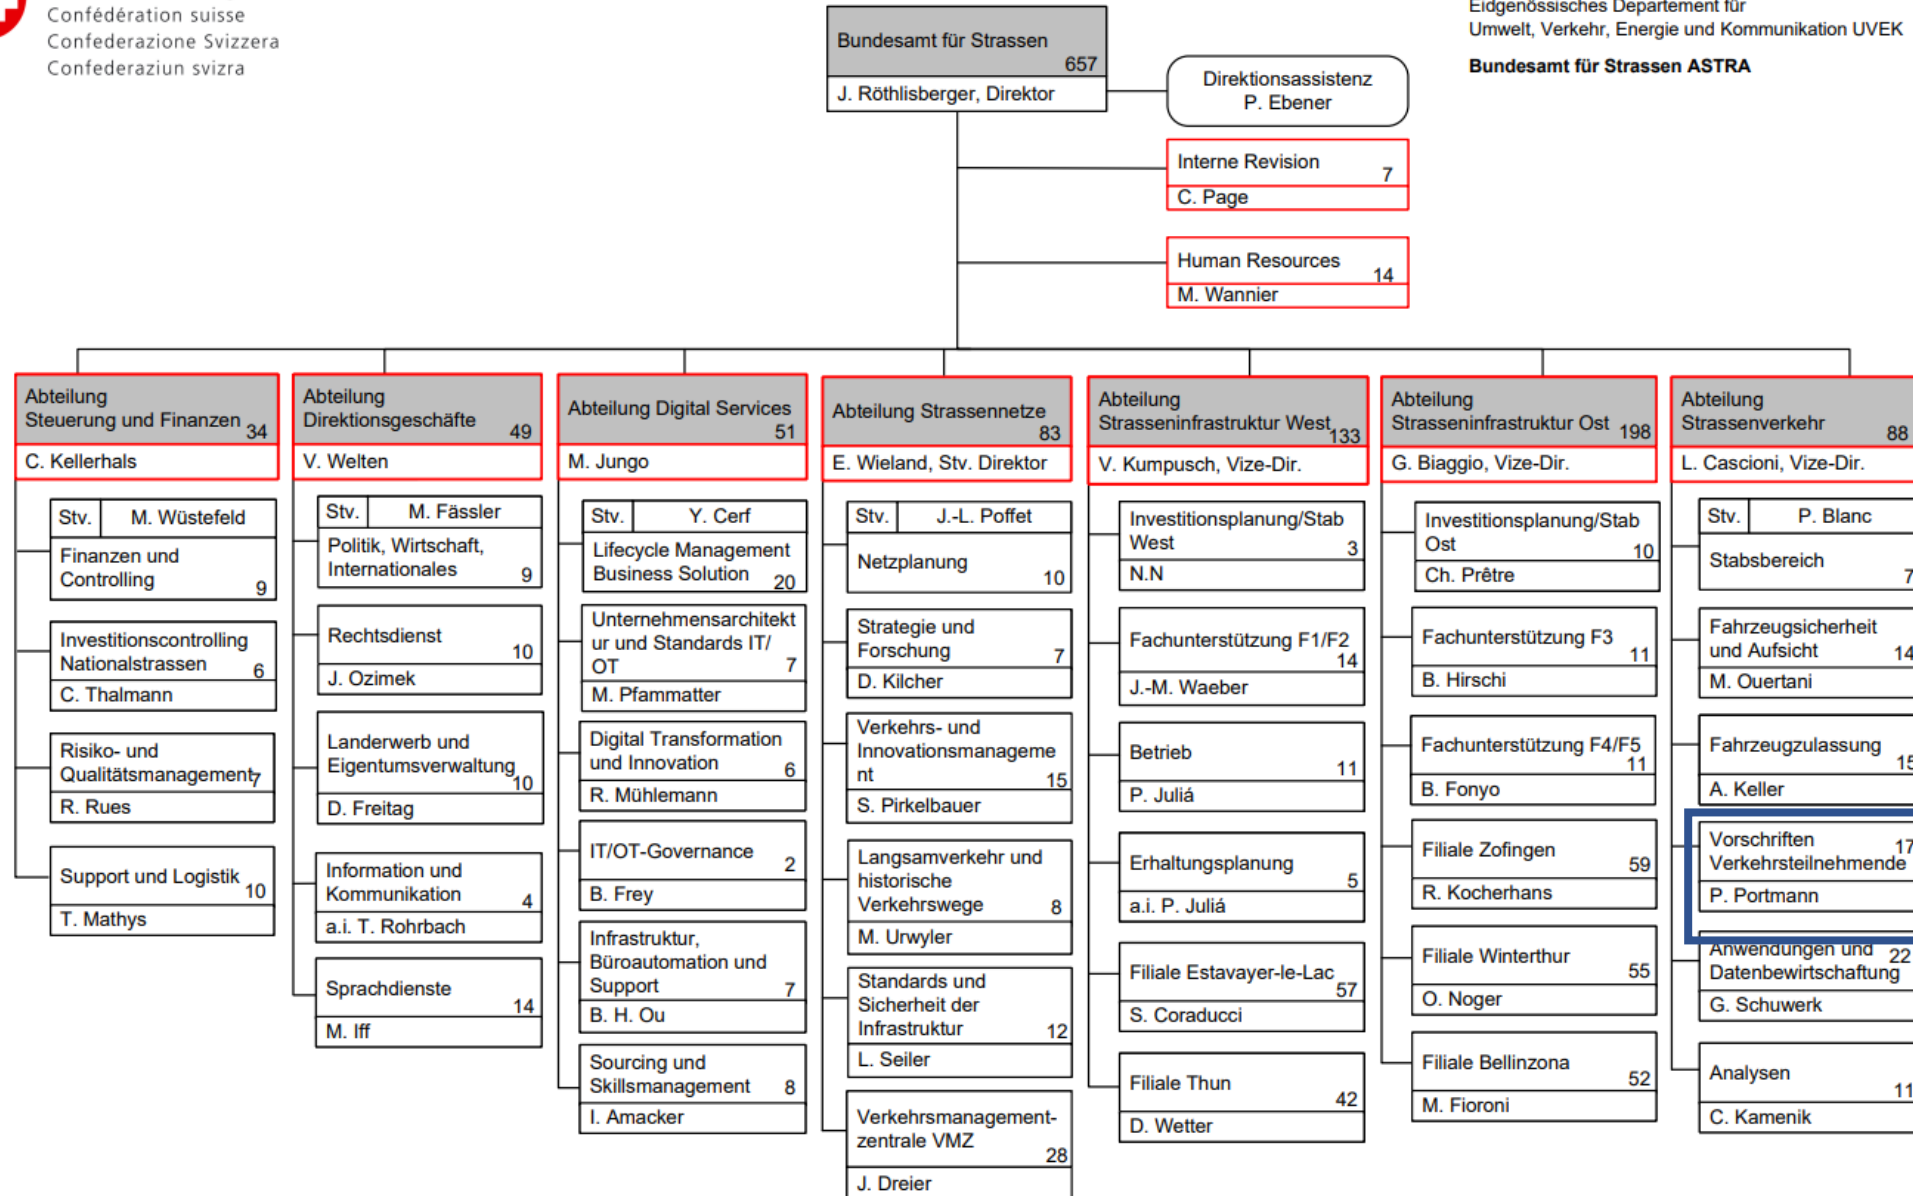 Confédération suisse
Confederazione Svizzera
Confederaziun svizra
Eidgenössisches Departement für
Umwelt, Verkehr, Energie und Kommunikation UVEK
Bundesamt für Strassen ASTRA
Bundesamt für Strassen
657
J. Röthlisberger, Direktor
Direktionsassistenz
P. Ebener
Interne Revision
7
C. Page
Human Resources
14
M. Wannier
Abteilung
Steuerung und Finanzen 34
C. Kellerhals
Stv. M. Wüstefeld
Finanzen und
Controlling
9
Investitionscontrolling
Nationalstrassen
6
C. Thalmann
Risiko- und
Qualitätsmanagement
7
R. Rues
Support und Logistik
10
T. Mathys
Abteilung
Direktionsgeschäfte
49
V. Welten
Stv. M. Fässler
Politik, Wirtschaft,
Internationales
9
Rechtsdienst
10
J. Ozimek
Landerwerb und
Eigentumsverwaltung
10
D. Freitag
Information und
Kommunikation
4
a.i. T. Rohrbach
Sprachdienste
14
M. Iff
Abteilung Digital Services
51
M. Jungo
Stv. Y. Cerf
Lifecycle Management
Business Solution
20
Unternehmensarchitekt
ur und Standards IT/
OT
7
M. Pfammatter
Digital Transformation
und Innovation
6
R. Mühlemann
IT/OT-Governance
2
B. Frey
Infrastruktur,
Büroautomation und
Support
7
B. H. Ou
Sourcing und
Skillsmanagement
8
I. Amacker
Abteilung Strassennetze
83
E. Wieland, Stv. Direktor
Stv. J.-L. Poffet
Netzplanung
10
Strategie und
Forschung
7
D. Kilcher
Verkehrs- und
Innovationsmanageme
nt
15
S. Pirkelbauer
Langsamverkehr und
historische
Verkehrswege
8
M. Urwyler
Standards und
Sicherheit der
Infrastruktur
12
L. Seiler
Verkehrsmanagement-
zentrale VMZ
28
J. Dreier
Abteilung
Strasseninfrastruktur West
133
V. Kumpusch, Vize-Dir.
Investitionsplanung/Stab
West
3
N.N
Fachunterstützung F1/F2
14
J.-M. Waeber
Betrieb
11
P. Juliá
Erhaltungsplanung
5
a.i. P. Juliá
Filiale Estavayer-le-Lac
57
S. Coraducci
Filiale Thun
42
D. Wetter
Abteilung
Strasseninfrastruktur Ost 198
G. Biaggio, Vize-Dir.
Investitionsplanung/Stab
Ost
10
Ch. Prêtre
Fachunterstützung F3
11
B. Hirschi
Fachunterstützung F4/F5
11
B. Fonyo
Filiale Zofingen
59
R. Kocherhans
Filiale Winterthur
55
O. Noger
Filiale Bellinzona
52
M. Fioroni
Abteilung
Strassenverkehr
88
L. Cascioni, Vize-Dir.
Stv. P. Blanc
Stabsbereich
7
Fahrzeugsicherheit
und Aufsicht
14
M. Ouertani
Fahrzeugzulassung
15
A. Keller
Vorschriften 17
Verkehrsteilnehmende
P. Portmann
Anwendungen und 22
Datenbewirtschaftung
G. Schuwerk
Analysen
11
C. Kamenik